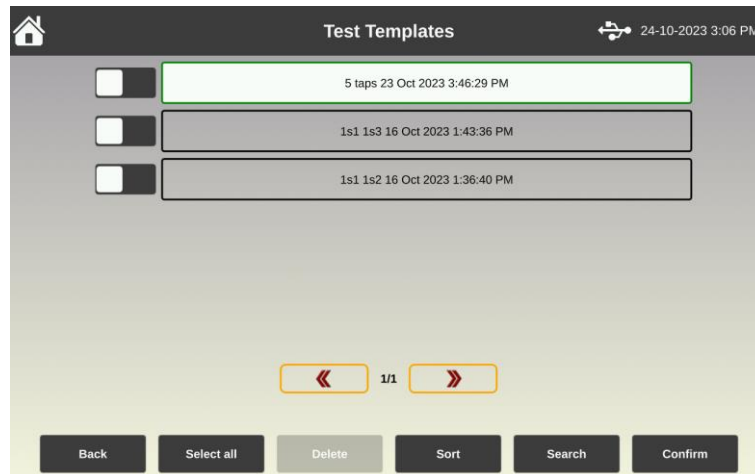 Test Templates
24-10-2023 3:06 PM
5 taps 23 Oct 2023 3:46:29 PM
1s1 1s3 16 Oct 2023 1:43:36 PM
1s1 1s2 16 Oct 2023 1:36:40 PM
1/1
Back Select all Delete Sort Search Confirm